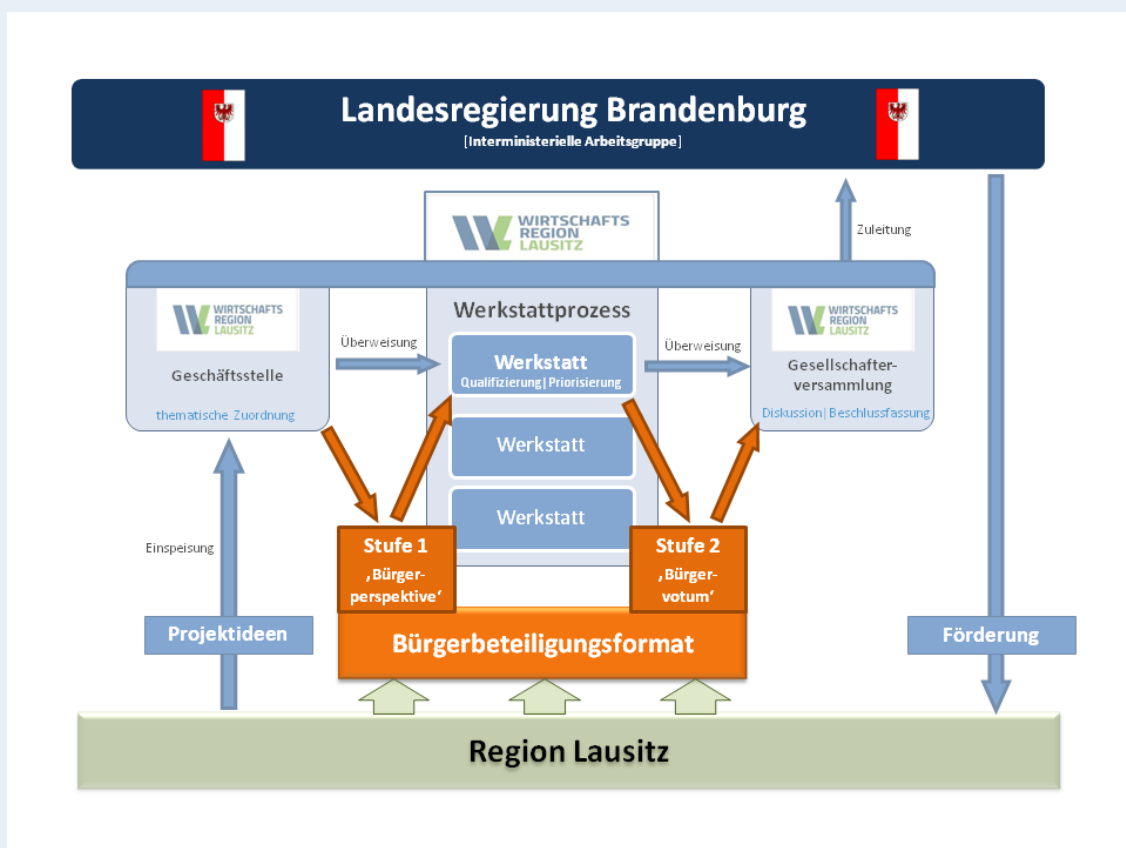 Landesregierung Brandenburg
[Interministerielle Arbeitsgruppe]
Zuleitung
WIRTSCHAFTS
REGION
LAUSITZ
WIRTSCHAFTS
REGION
LAUSITZ
Geschäftsstelle
thematische Zuordnung
Überweisung
Werkstattprozess
Werkstatt
Qualifizierung|Priorisierung
Werkstatt
Werkstatt
Überweisung
WIRTSCHAFTS
REGION
LAUSITZ
Gesellschafter-
versammlung
Diskussion|Beschlussfassung
Einspeisung
Projektideen
Stufe 1
‚Bürger-
perspektive‘
Stufe 2
‚Bürger-
votum‘
Bürgerbeteiligungsformat
Förderung
Region Lausitz